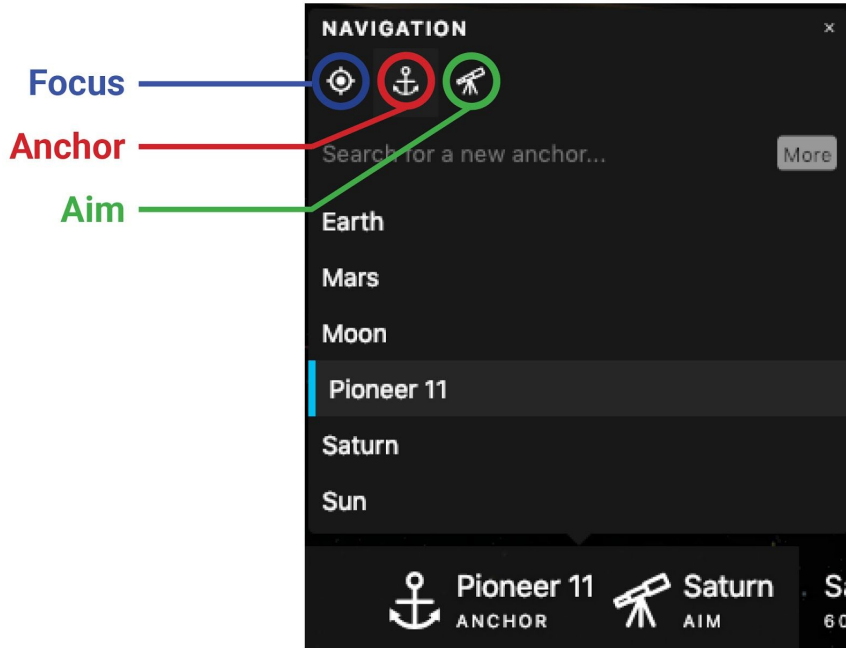 NAVIGATION ×
Focus
Anchor
Search for a new anchor... More
Aim
Earth
Mars
Moon
Pioneer 11
Saturn
Sun
Pioneer 11 Saturn
ANCHOR AIM